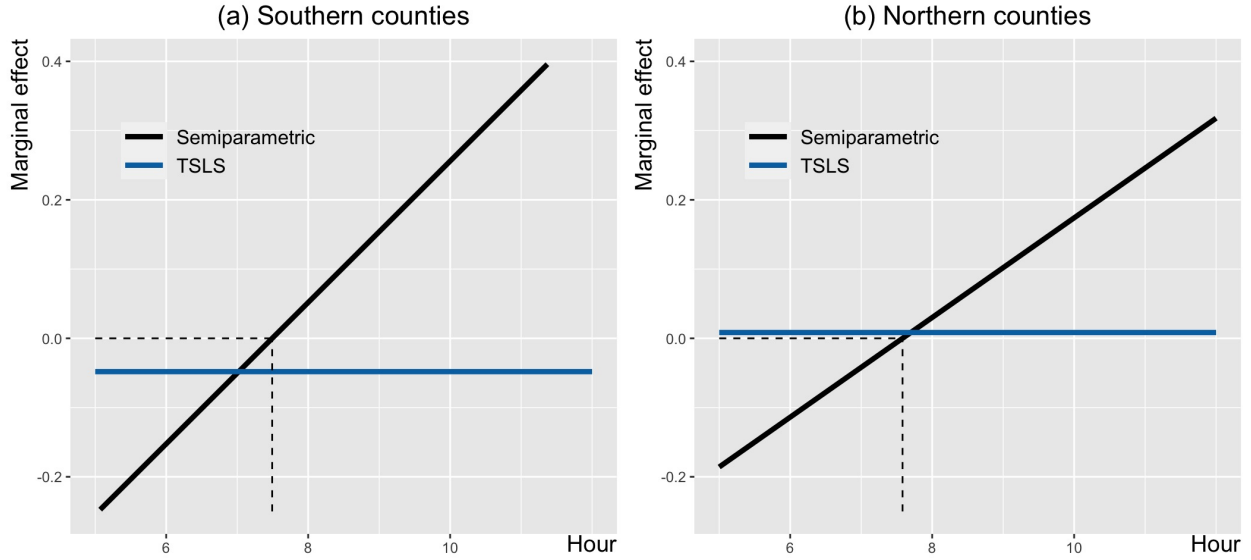 (a) Southern counties
Marginal effect
0.4
0.2
0.0
-0.2
Semiparametric
TSLS
6
8
10
Hour
(b) Northern counties
Marginal effect
0.4
0.2
0.0
-0.2
Semiparametric
TSLS
6
8
10
Hour